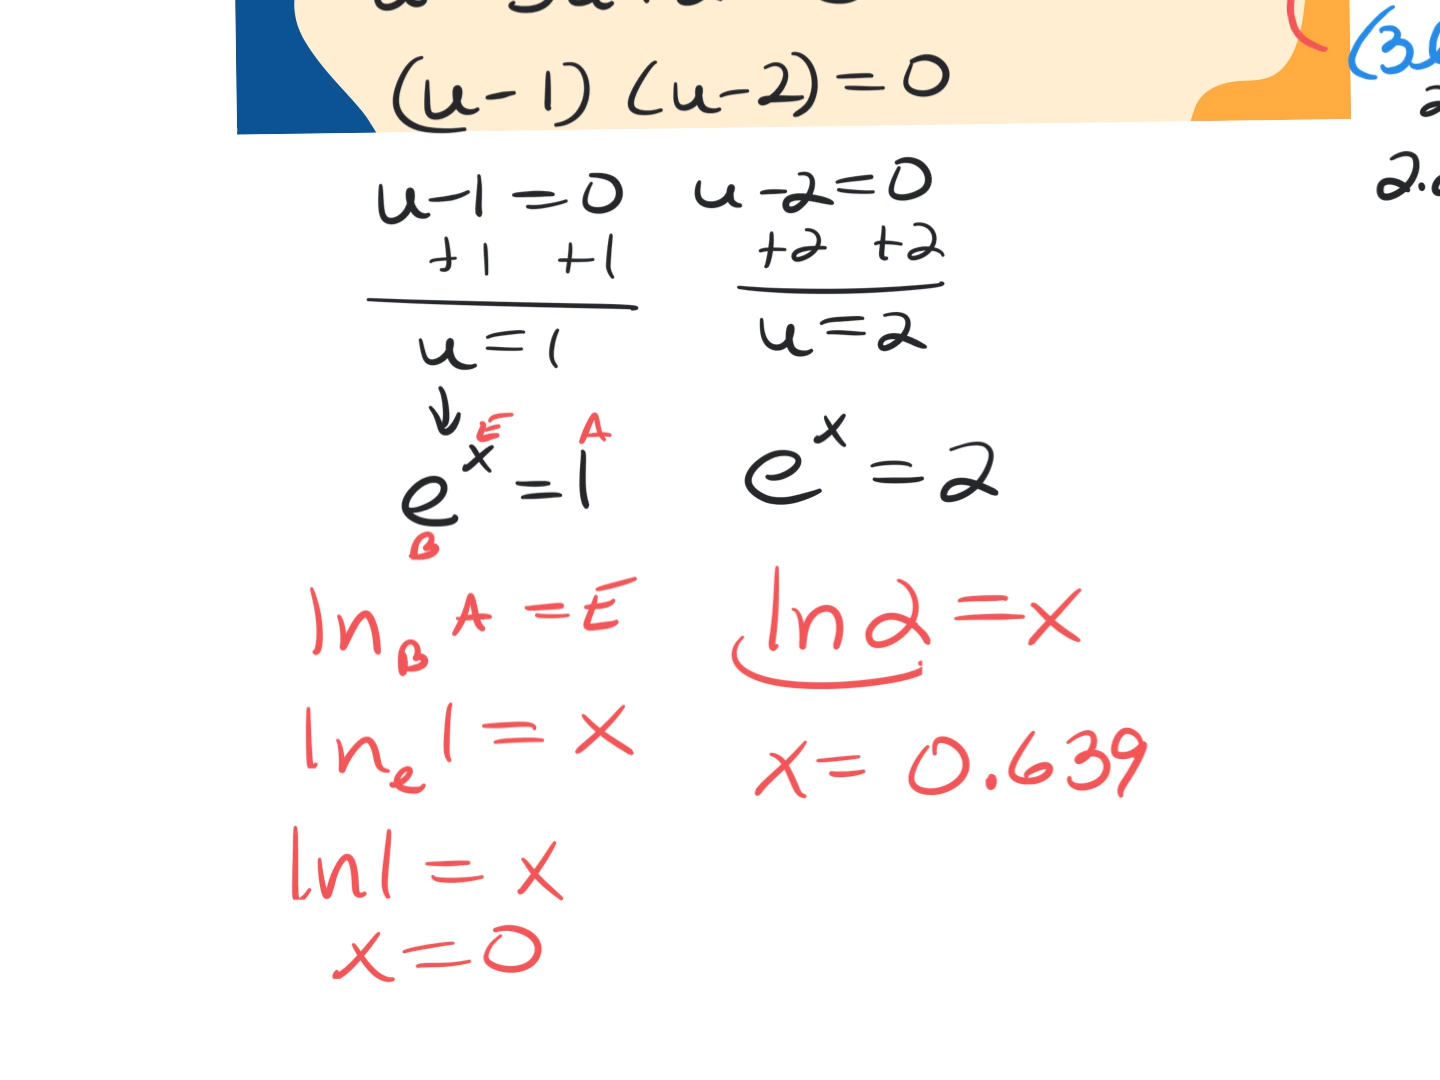 (u-1) (u-2) = 0
u-1 = 0 u-2 = 0
+1 +1 +2 +2
u = 1 u = 2
↓
E A
e^x = 1 e^x = 2
B
ln_B A = E ln 2 = x
ln_e 1 = x x = 0.639
ln 1 = x
x = 0